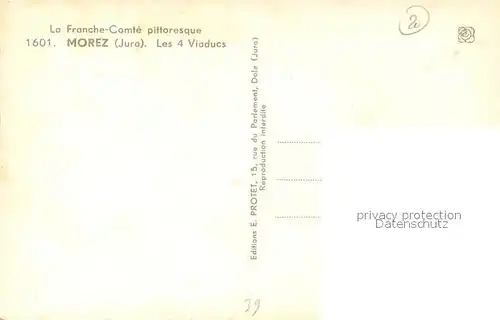 La Franche-Comté pittoresque
1601. MOREZ (Jura). Les 4 Viaducs
2
Editions E. PROTET, 15, rue du Parlement, Dole (Jura)
Reproduction interdite
privacy protection
Datenschutz
39